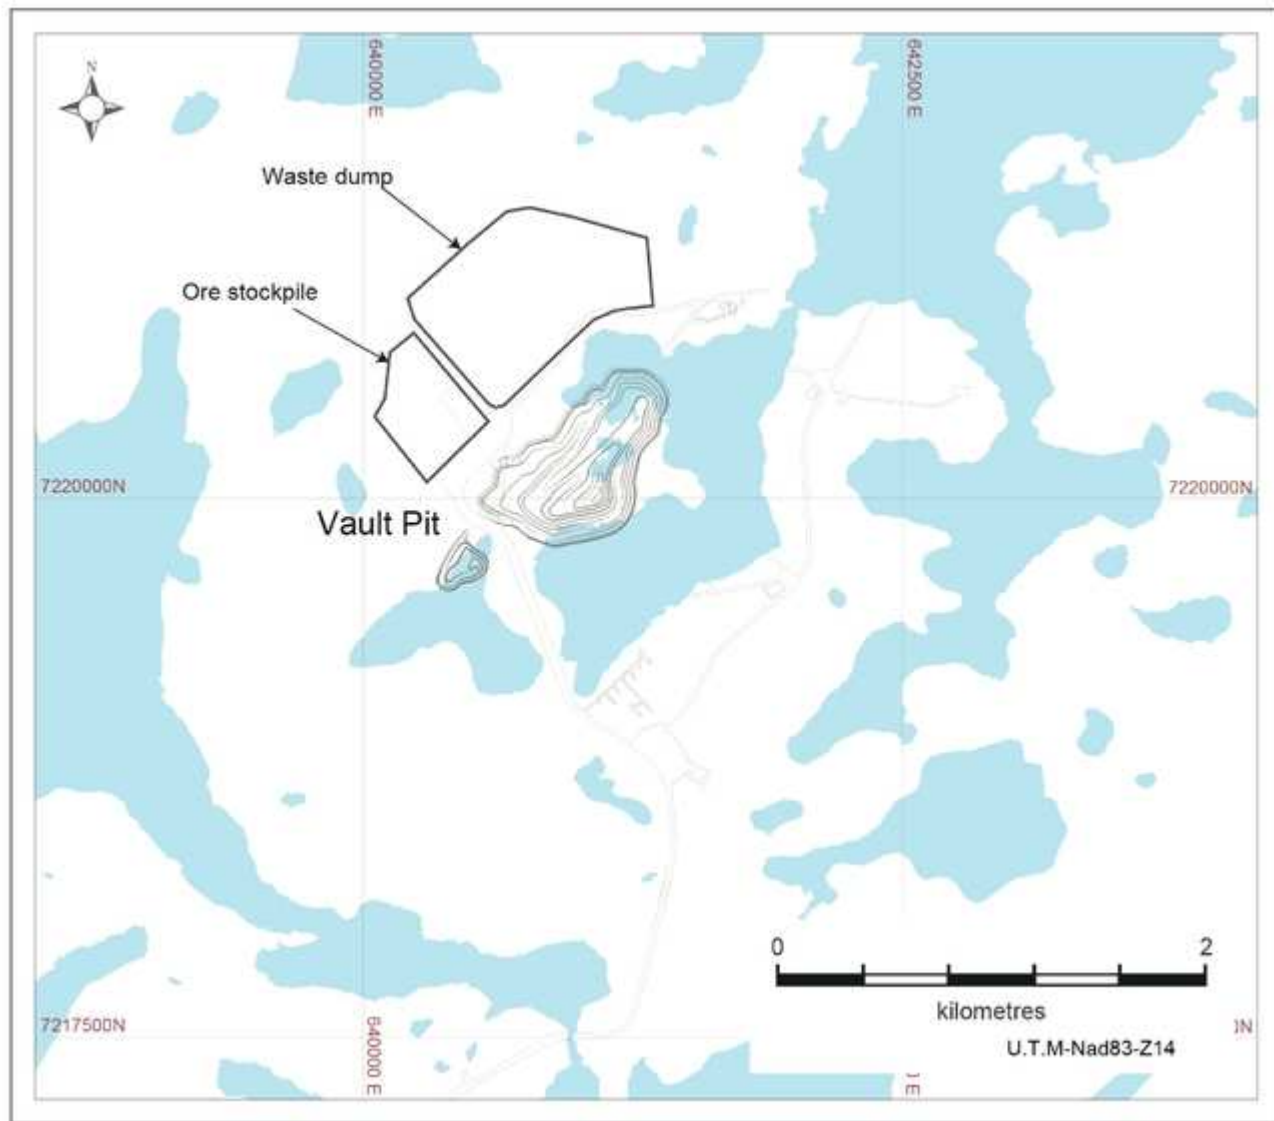 N
640000 E
642500 E
Waste dump
Ore stockpile
7220000N
7220000N
Vault Pit
0 2
kilometres
U.T.M-Nad83-Z14
7217500N
N
640000 E
E